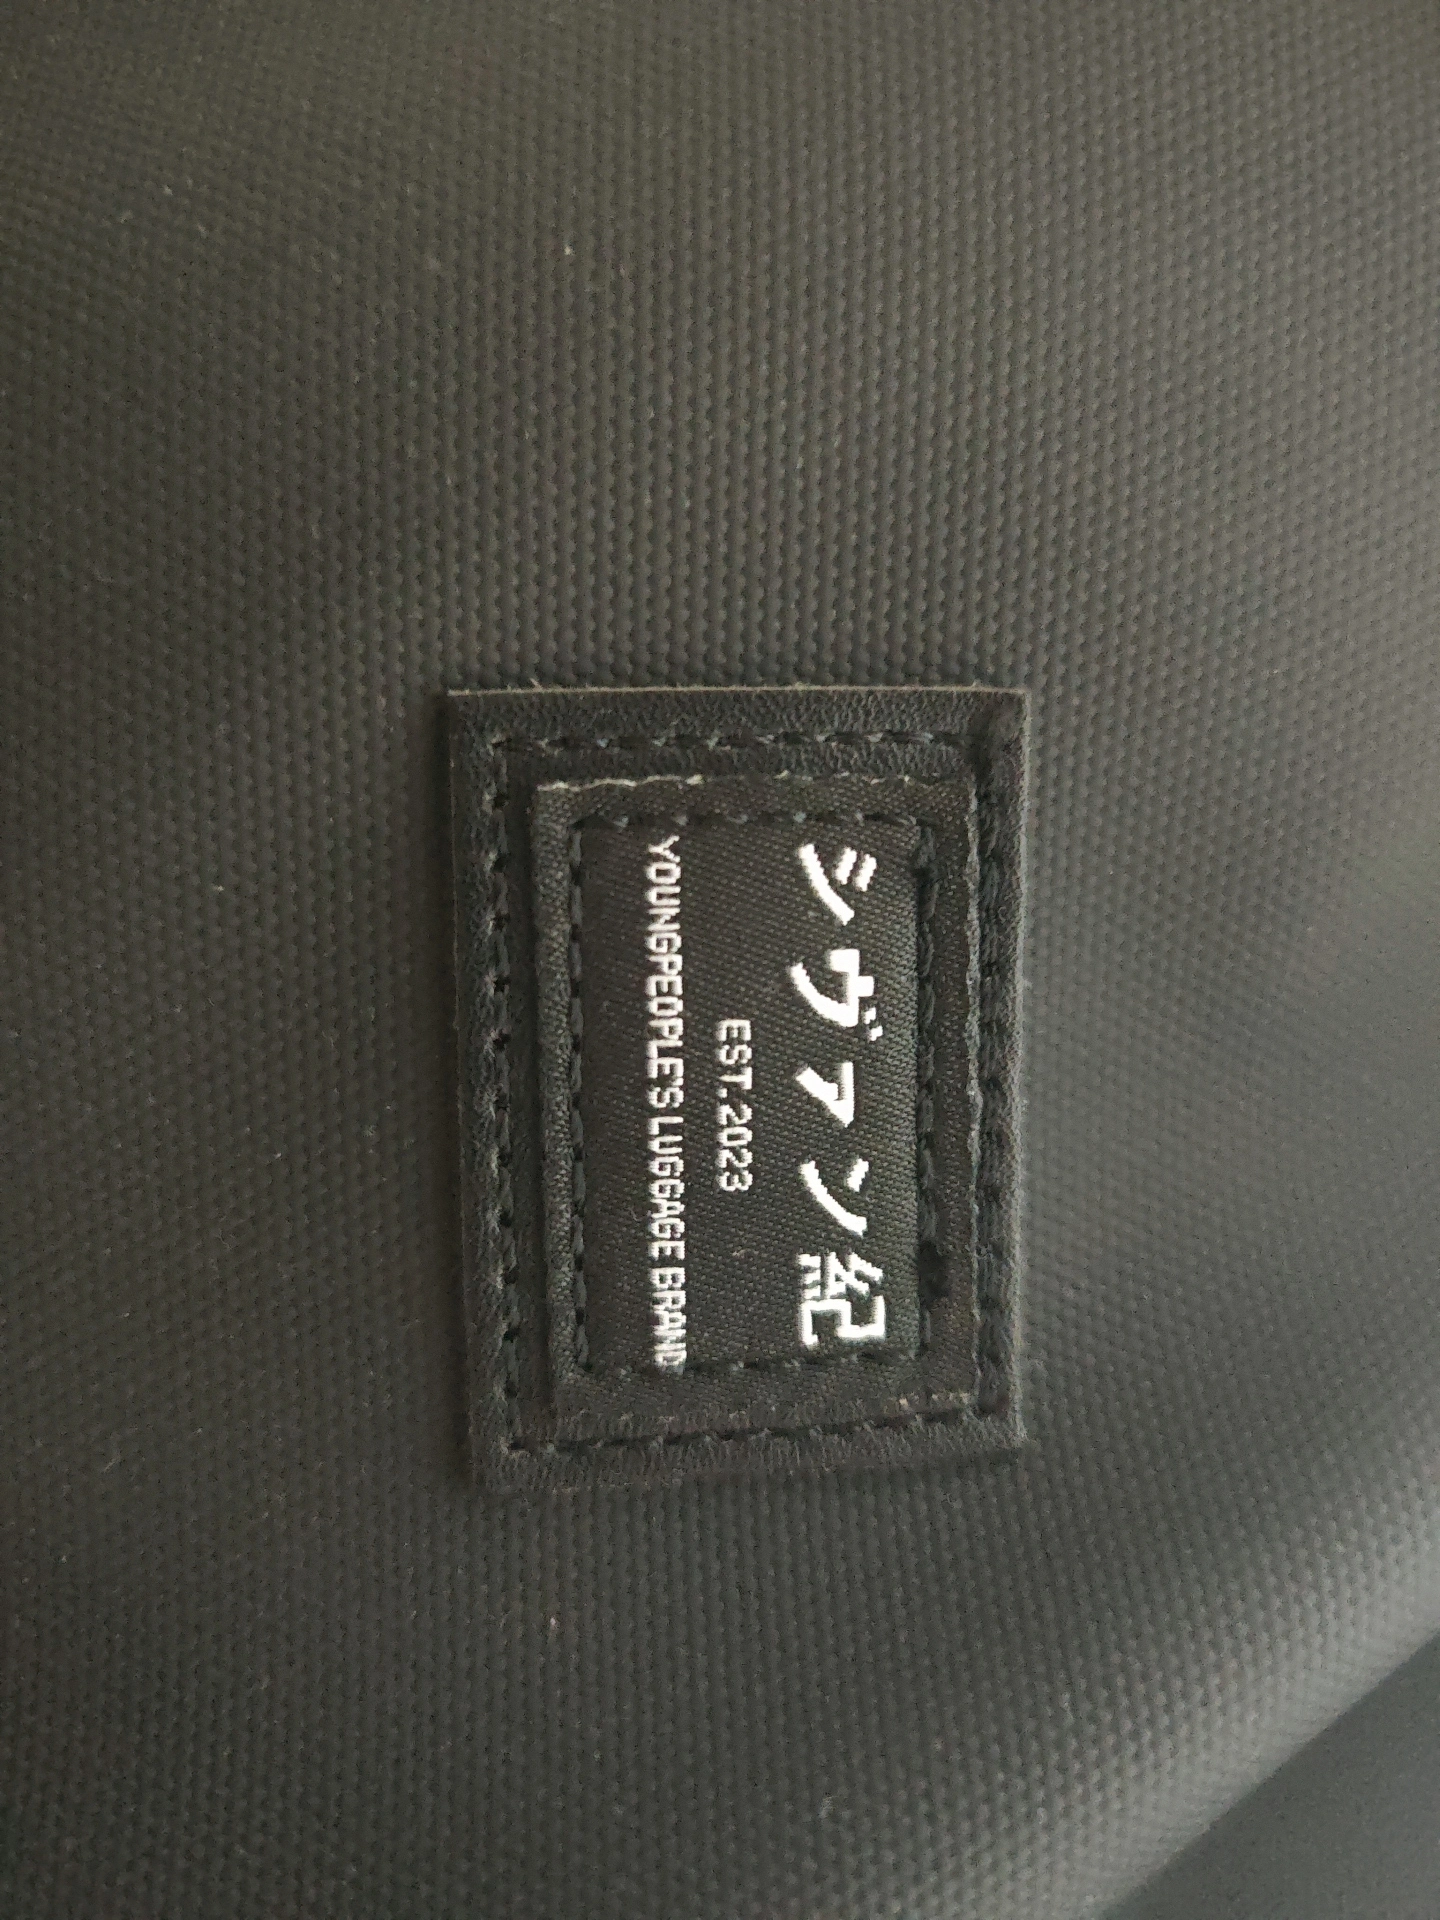 シヴァン紀
EST.2023
YOUNGPEOPLE'S LUGGAGE BRAND